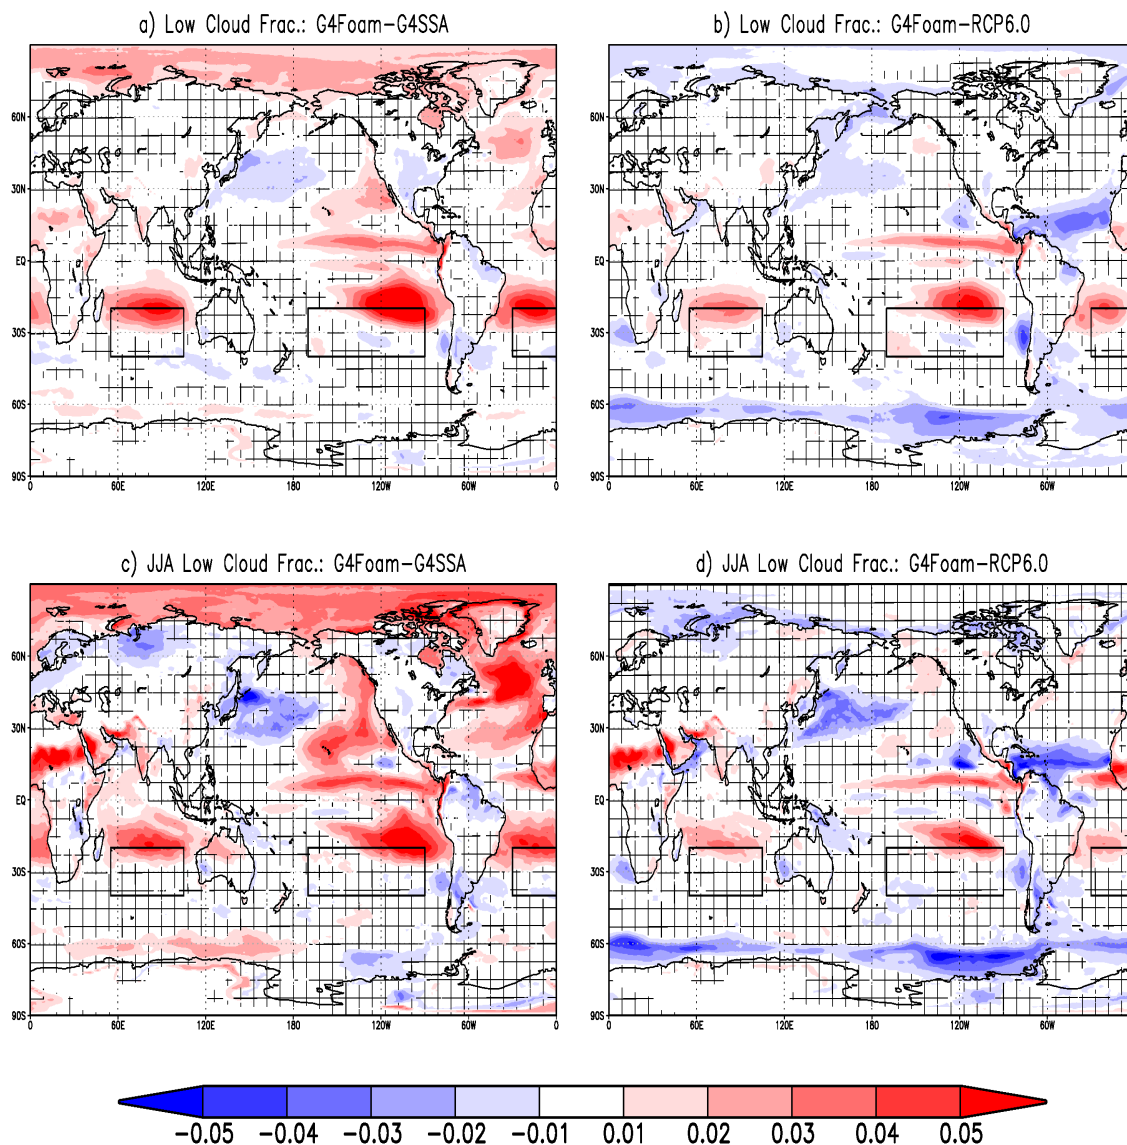 a) Low Cloud Frac.: G4Foam-G4SSA
b) Low Cloud Frac.: G4Foam-RCP6.0
60N
30N
EQ
30S
60S
90S
0 60E 120E 180 120W 60W 0
60N
30N
EQ
30S
60S
90S
0 60E 120E 180 120W 60W
c) JJA Low Cloud Frac.: G4Foam-G4SSA
d) JJA Low Cloud Frac.: G4Foam-RCP6.0
60N
30N
EQ
30S
60S
90S
0 60E 120E 180 120W 60W 0
60N
30N
EQ
30S
60S
90S
0 60E 120E 180 120W 60W
-0.05 -0.04 -0.03 -0.02 -0.01 0.01 0.02 0.03 0.04 0.05